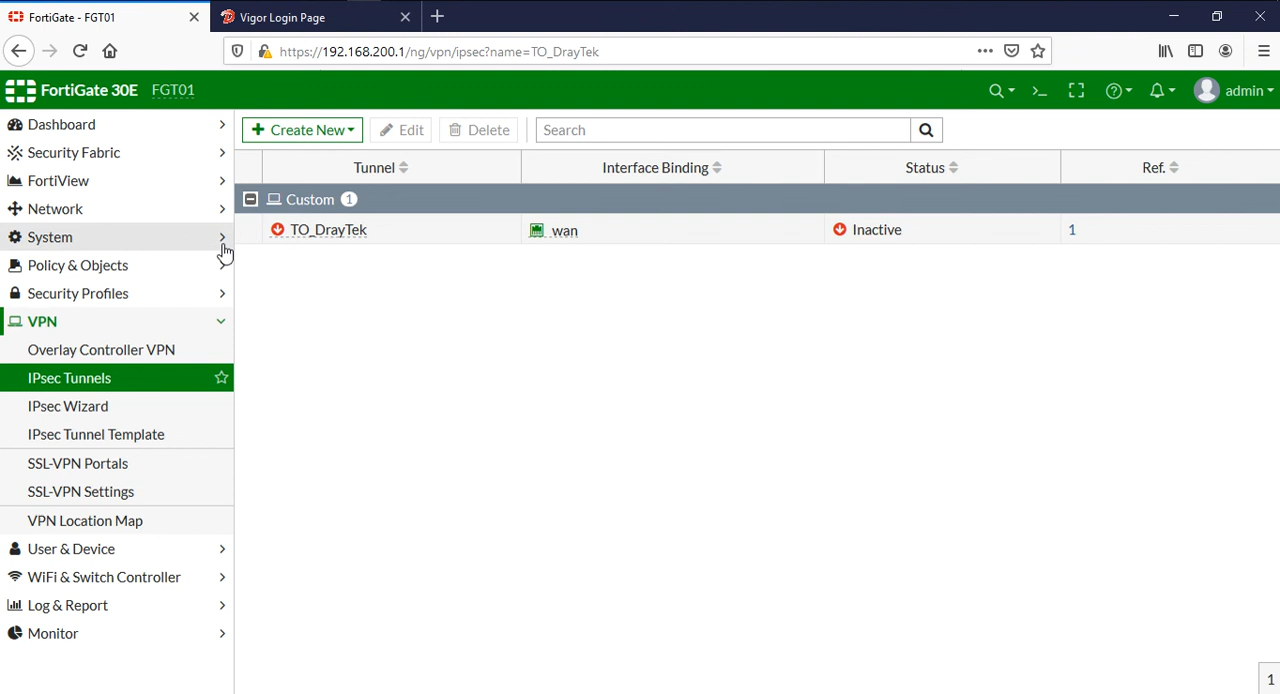 FortiGate - FGT01
Vigor Login Page
https://192.168.200.1/ng/vpn/ipsec?name=TO_DrayTek
FortiGate 30E FGT01
admin
Dashboard
Security Fabric
FortiView
Network
System
Policy & Objects
Security Profiles
VPN
Overlay Controller VPN
IPsec Tunnels
IPsec Wizard
IPsec Tunnel Template
SSL-VPN Portals
SSL-VPN Settings
VPN Location Map
User & Device
WiFi & Switch Controller
Log & Report
Monitor
+ Create New Edit Delete Search
Tunnel Interface Binding Status Ref.
Custom 1
TO_DrayTek wan Inactive 1
1